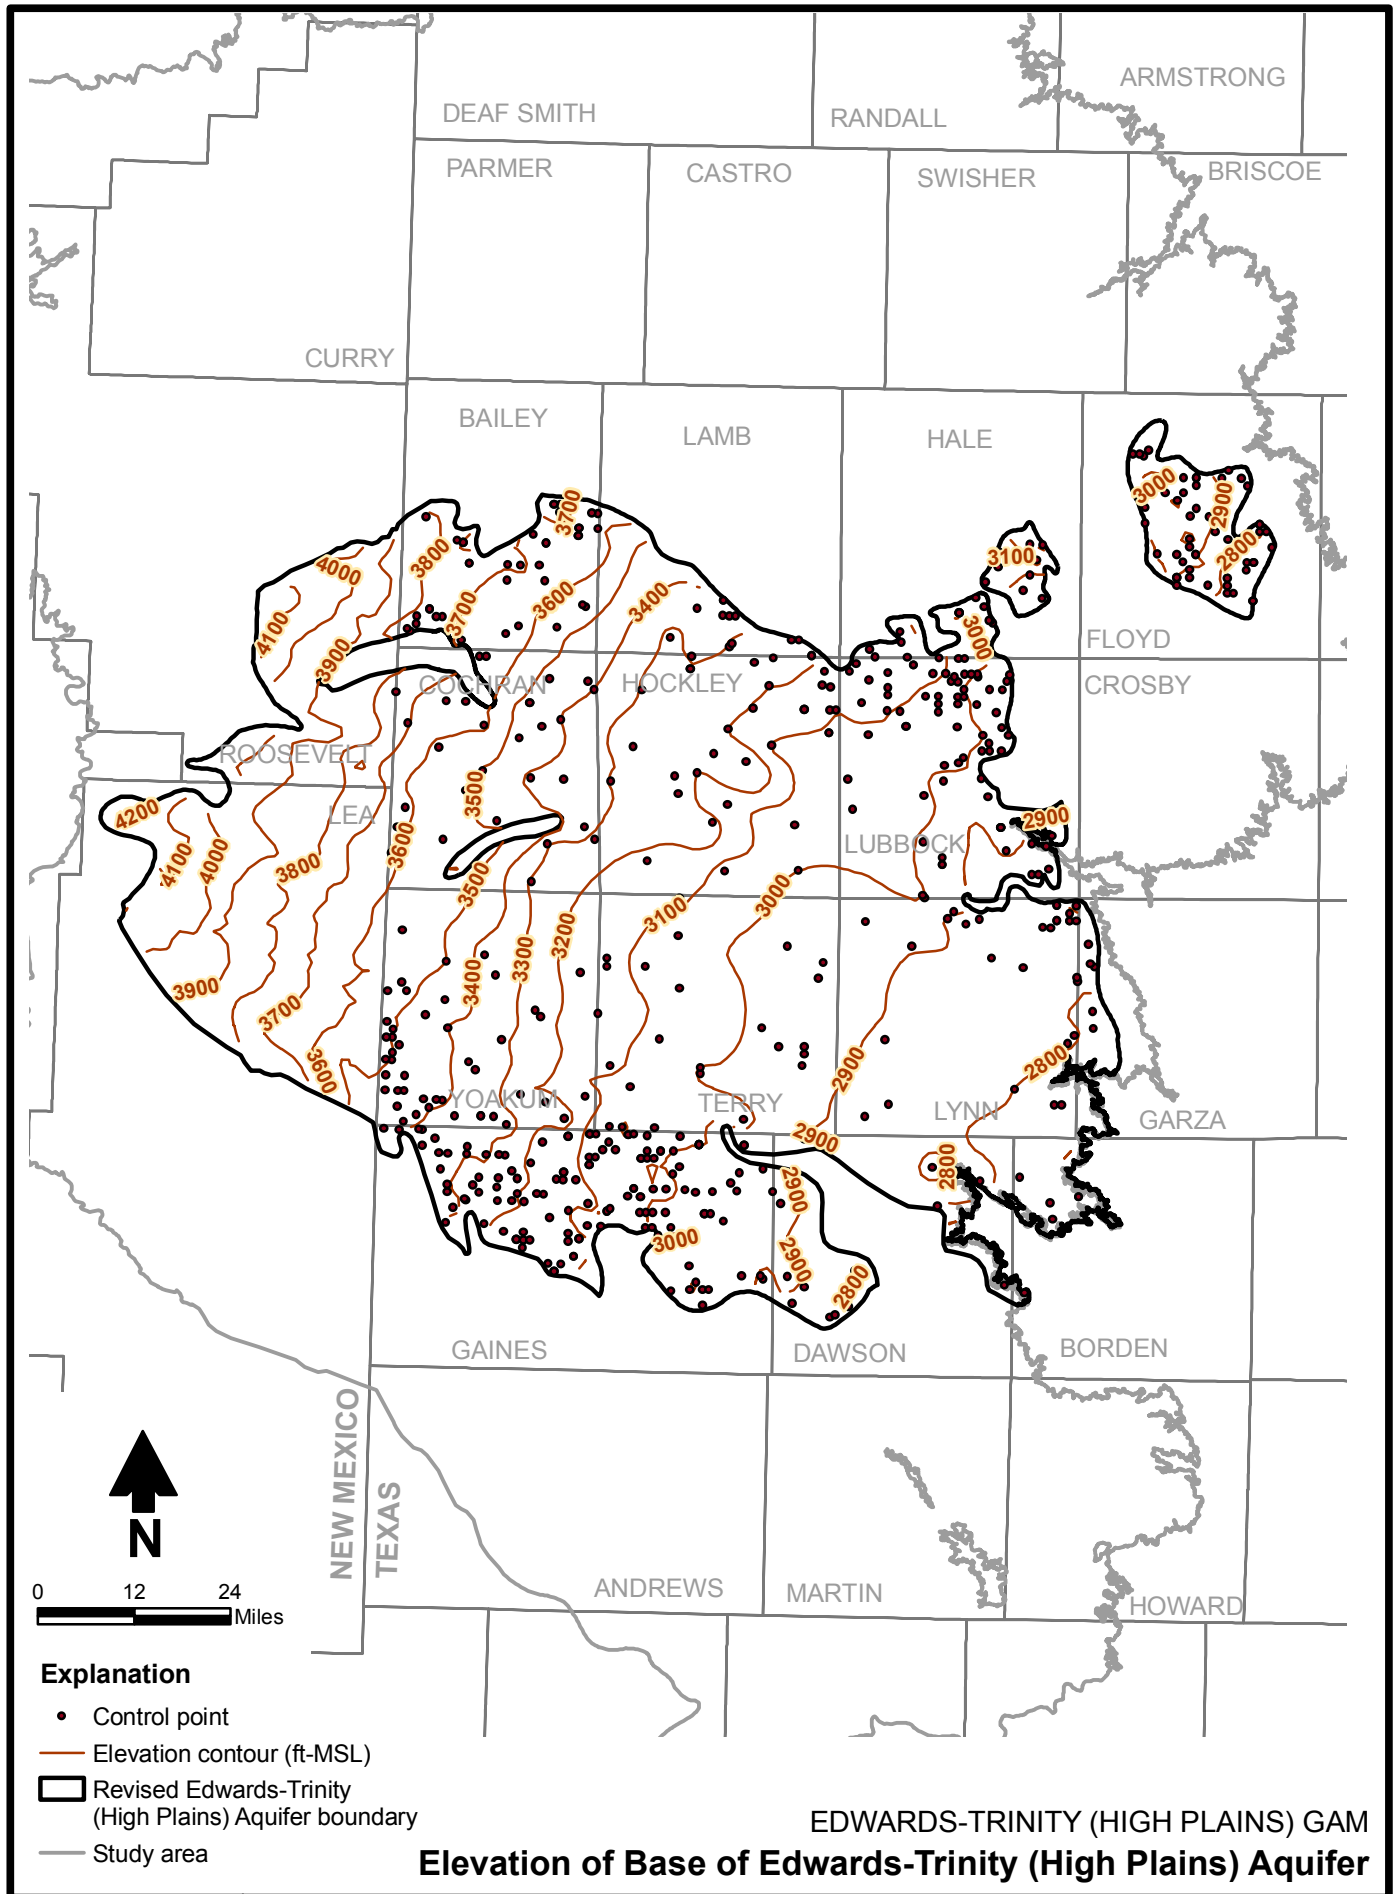 ARMSTRONG
DEAF SMITH
RANDALL
PARMER
CASTRO
SWISHER
BRISCOE
CURRY
BAILEY
LAMB
HALE
3000
2900
2800
3700
3800
4000
3100
3600
3400
3700
4100
3900
3000
FLOYD
COCHRAN
HOCKLEY
CROSBY
ROOSEVELT
3500
4200
LEA
2900
3600
LUBBOCK
4100
4000
3800
3500
3000
3100
3200
3300
3400
3900
3700
3600
2900
2800
YOAKUM
TERRY
LYNN
GARZA
2900
2800
2900
3000
2900
2800
GAINES
DAWSON
BORDEN
NEW MEXICO
TEXAS
N
ANDREWS
MARTIN
HOWARD
0 12 24
Miles
Explanation
Control point
Elevation contour (ft-MSL)
Revised Edwards-Trinity
(High Plains) Aquifer boundary
Study area
EDWARDS-TRINITY (HIGH PLAINS) GAM
Elevation of Base of Edwards-Trinity (High Plains) Aquifer